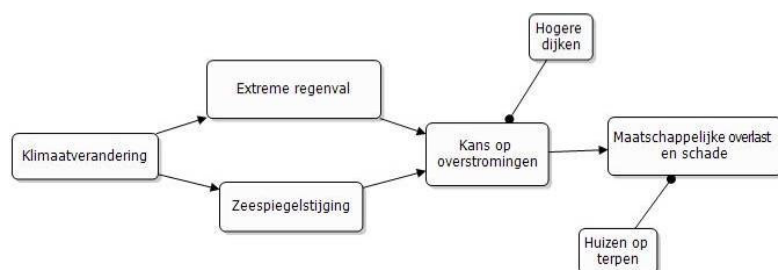 Hogere
dijken
Extreme regenval
Klimaatverandering
Kans op
overstromingen
Maatschappelijke overlast
en schade
Zeespiegelstijging
Huizen op
terpen